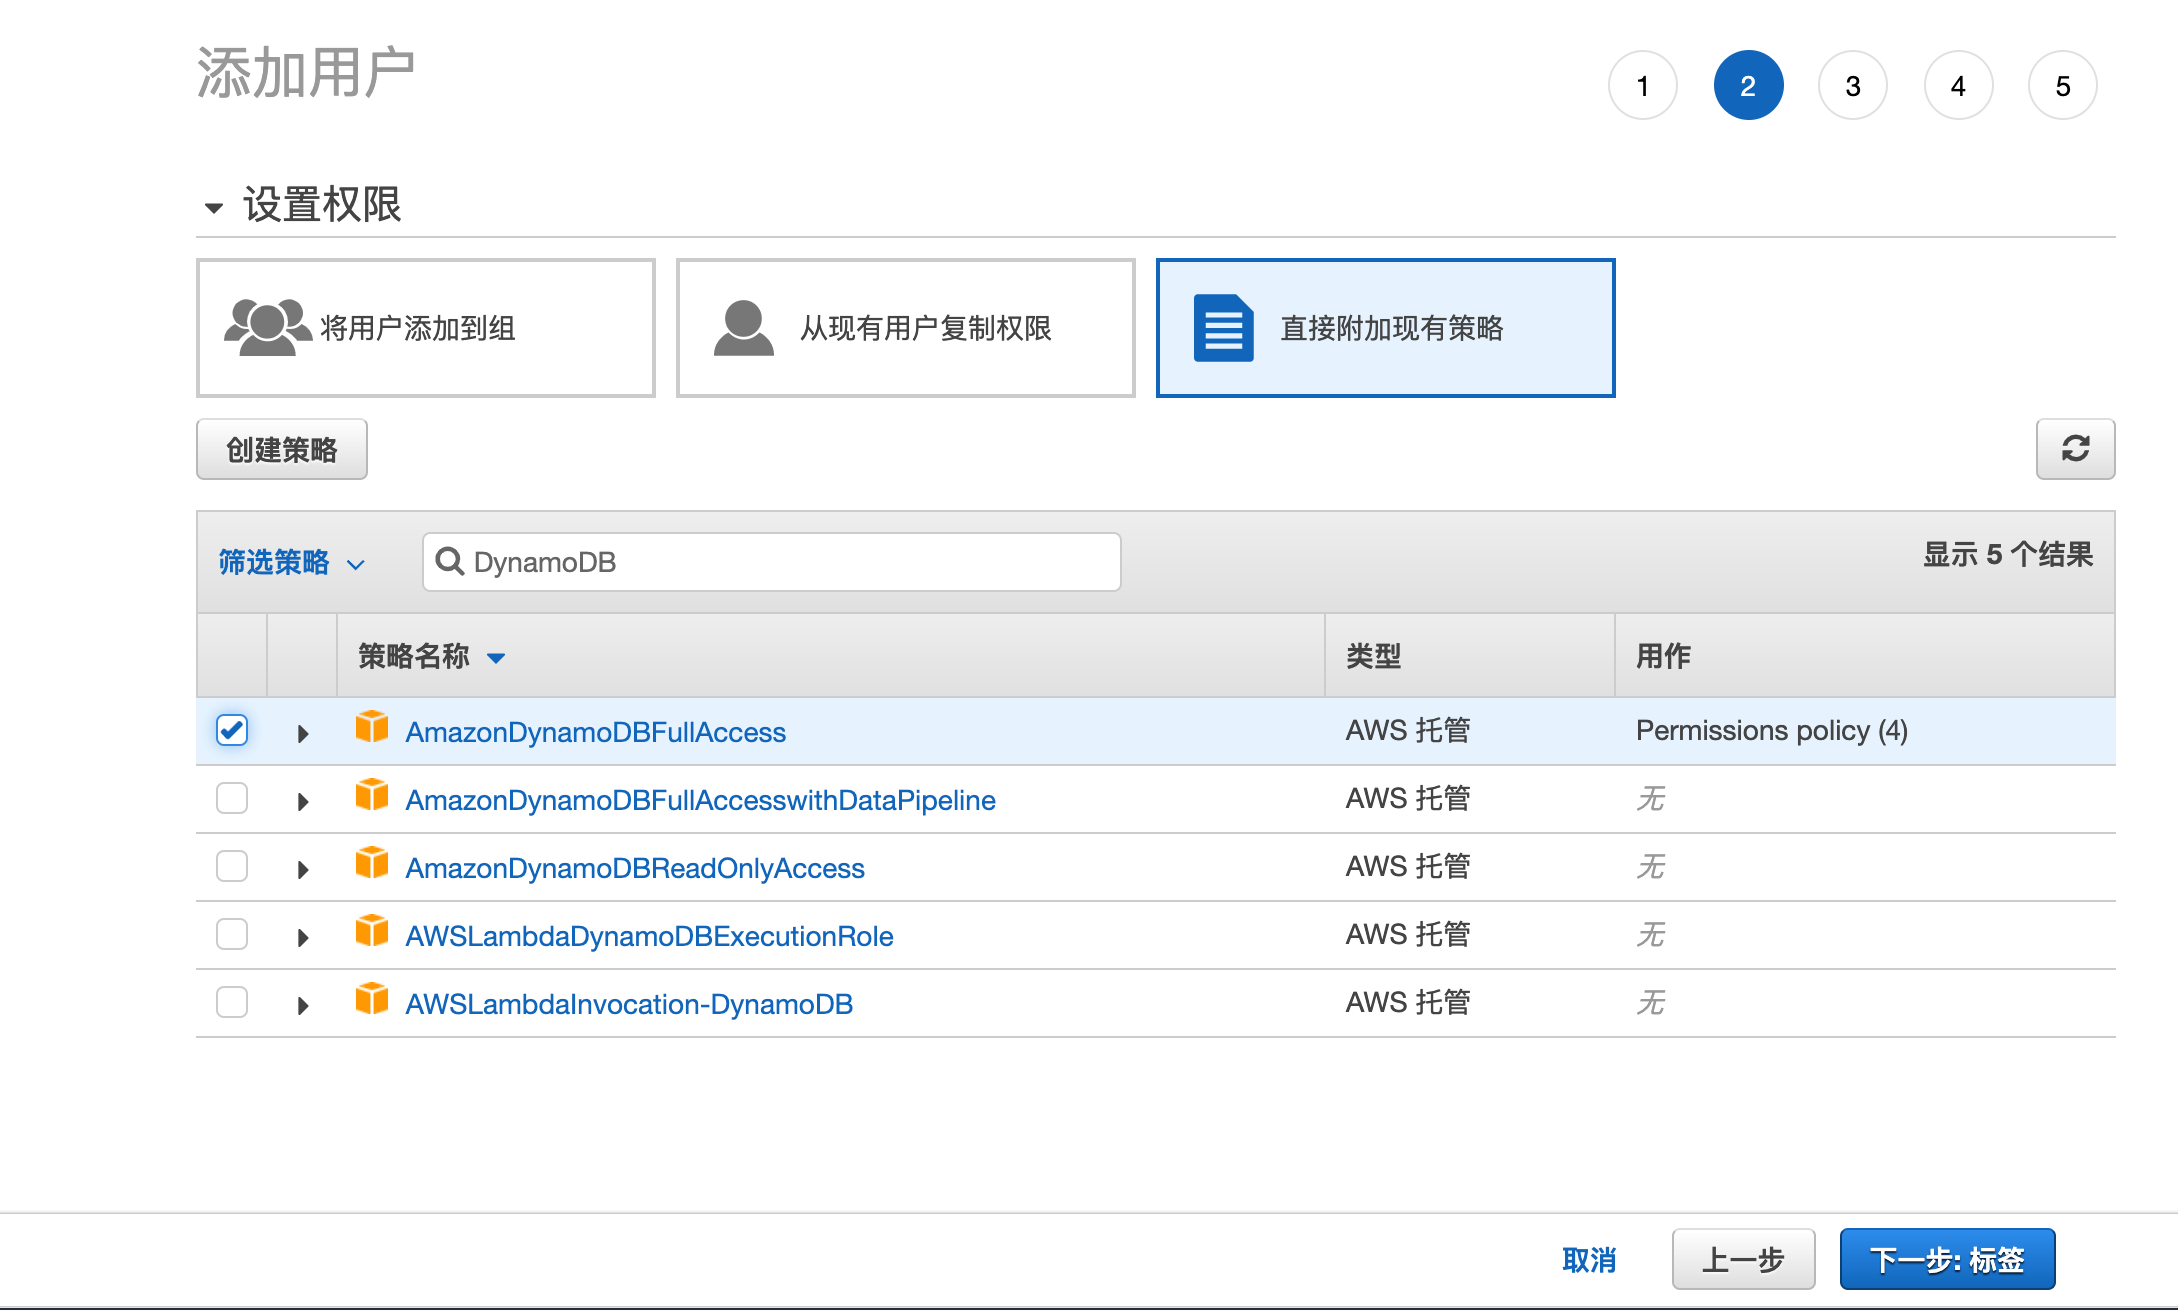 添加用户
1 2 3 4 5
设置权限
将用户添加到组 从现有用户复制权限 直接附加现有策略
创建策略
筛选策略 DynamoDB 显示 5 个结果
策略名称 类型 用作
AmazonDynamoDBFullAccess AWS 托管 Permissions policy (4)
AmazonDynamoDBFullAccesswithDataPipeline AWS 托管 无
AmazonDynamoDBReadOnlyAccess AWS 托管 无
AWSLambdaDynamoDBExecutionRole AWS 托管 无
AWSLambdaInvocation-DynamoDB AWS 托管 无
取消 上一步 下一步: 标签